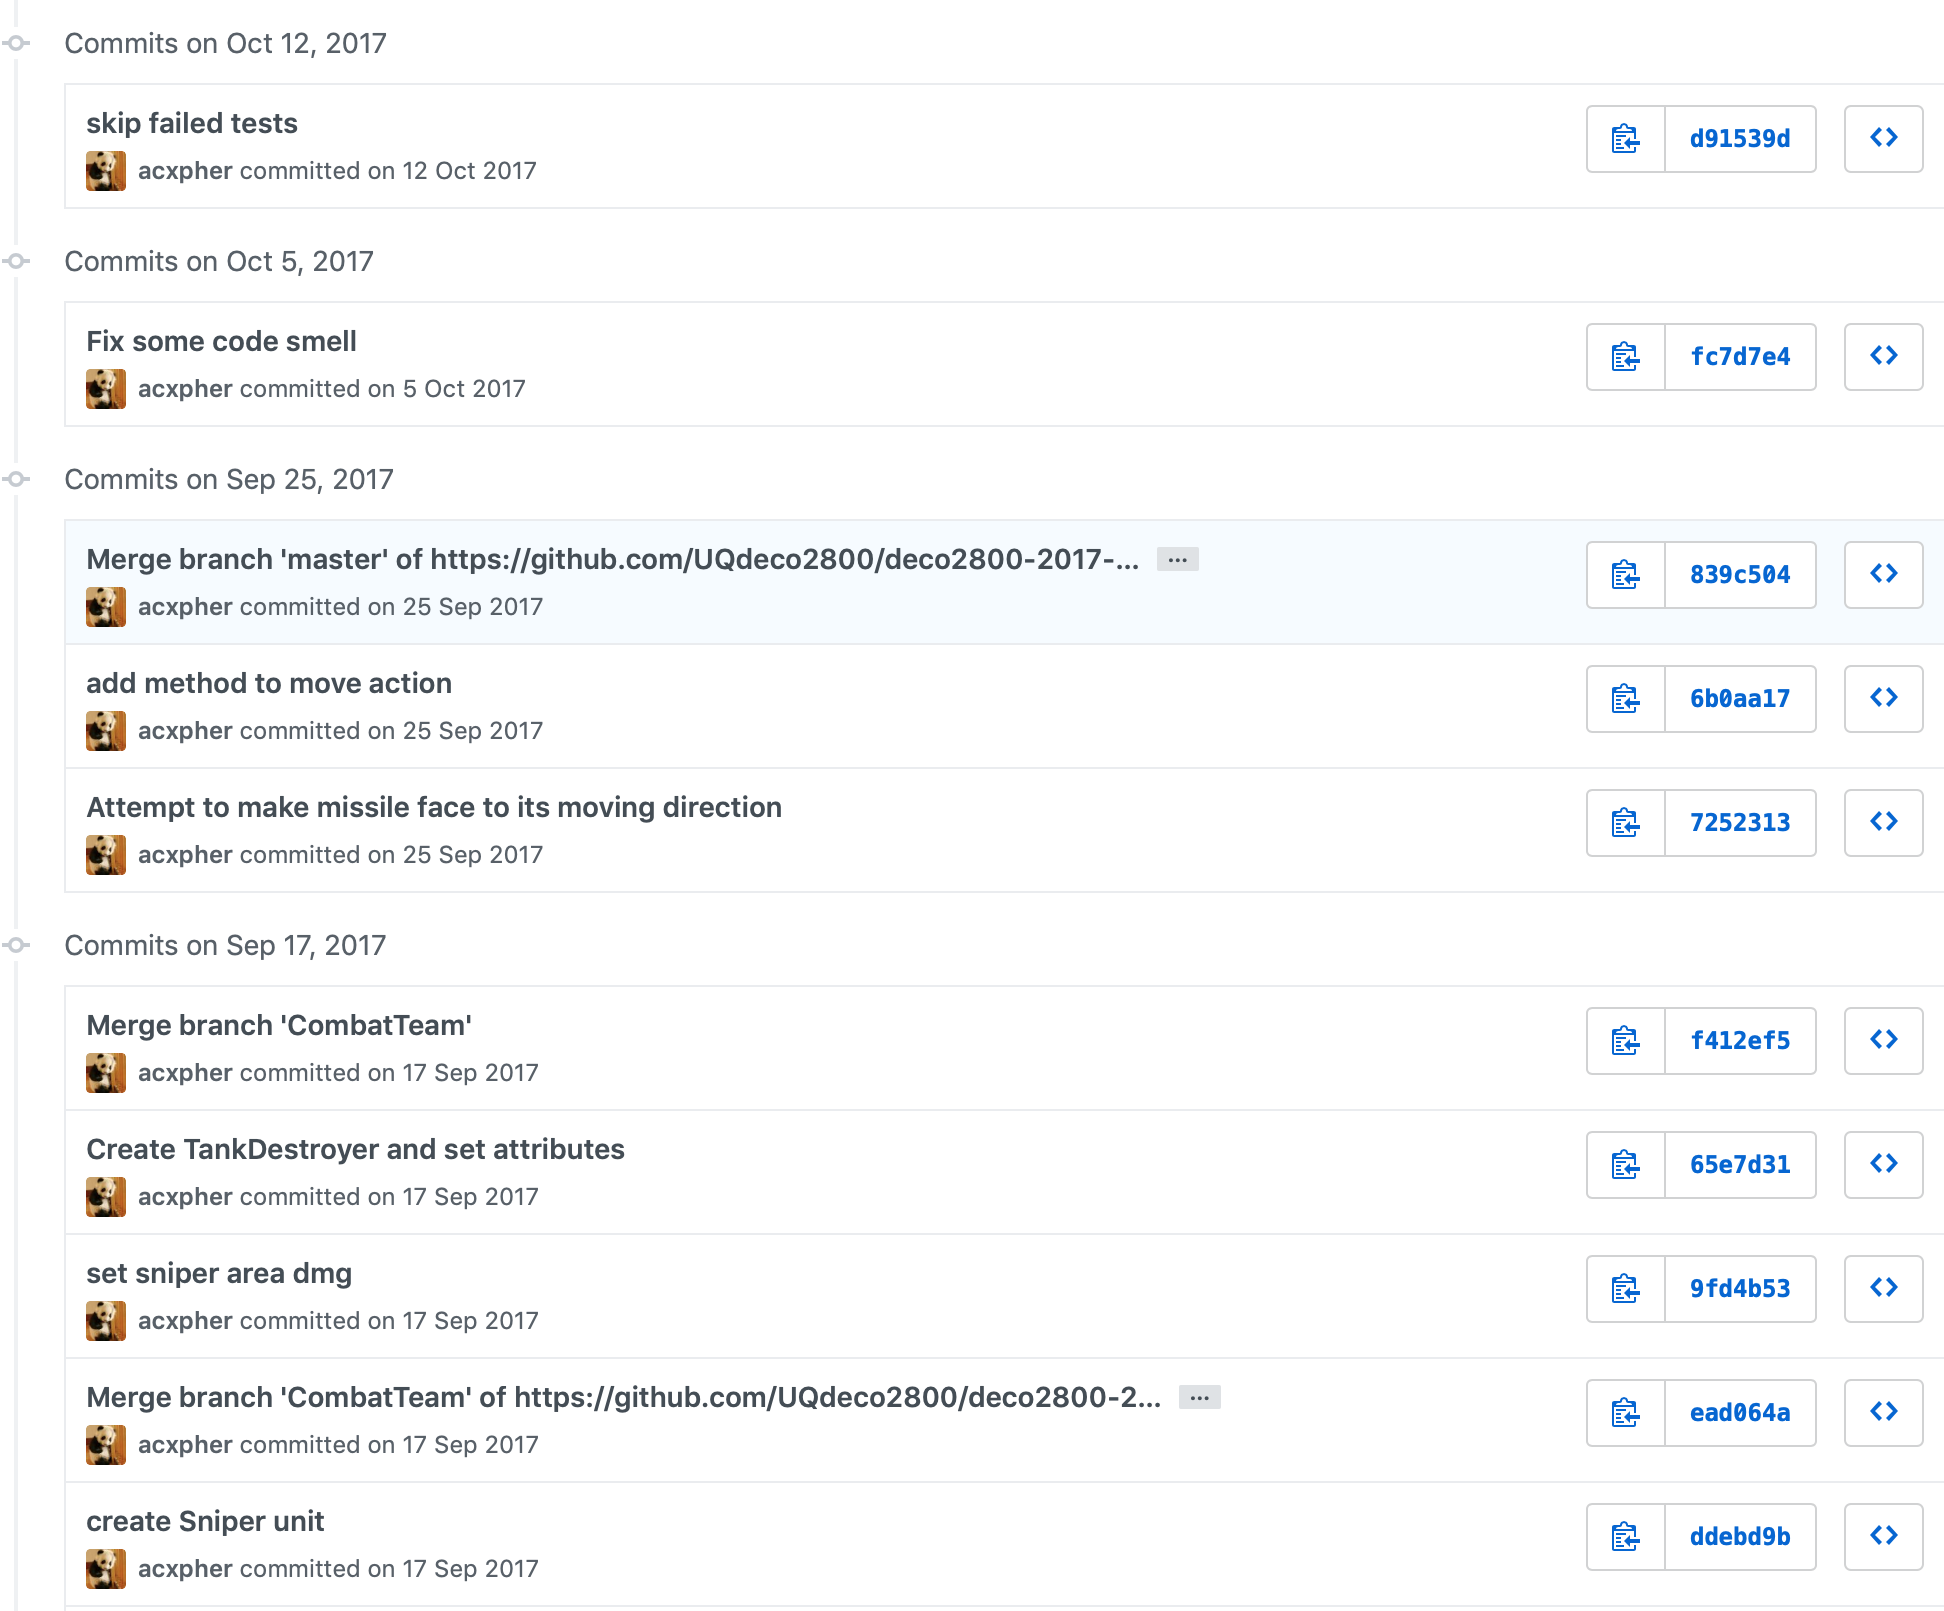 Commits on Oct 12, 2017
skip failed tests
d91539d
acxpher committed on 12 Oct 2017
Commits on Oct 5, 2017
Fix some code smell
fc7d7e4
acxpher committed on 5 Oct 2017
Commits on Sep 25, 2017
Merge branch 'master' of https://github.com/UQdeco2800/deco2800-2017-... ...
839c504
acxpher committed on 25 Sep 2017
add method to move action
6b0aa17
acxpher committed on 25 Sep 2017
Attempt to make missile face to its moving direction
7252313
acxpher committed on 25 Sep 2017
Commits on Sep 17, 2017
Merge branch 'CombatTeam'
f412ef5
acxpher committed on 17 Sep 2017
Create TankDestroyer and set attributes
65e7d31
acxpher committed on 17 Sep 2017
set sniper area dmg
9fd4b53
acxpher committed on 17 Sep 2017
Merge branch 'CombatTeam' of https://github.com/UQdeco2800/deco2800-2... ...
ead064a
acxpher committed on 17 Sep 2017
create Sniper unit
ddebd9b
acxpher committed on 17 Sep 2017